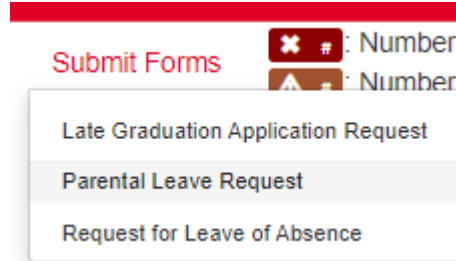 Submit Forms
✖ # : Number
⚠ # : Number
Late Graduation Application Request
Parental Leave Request
Request for Leave of Absence